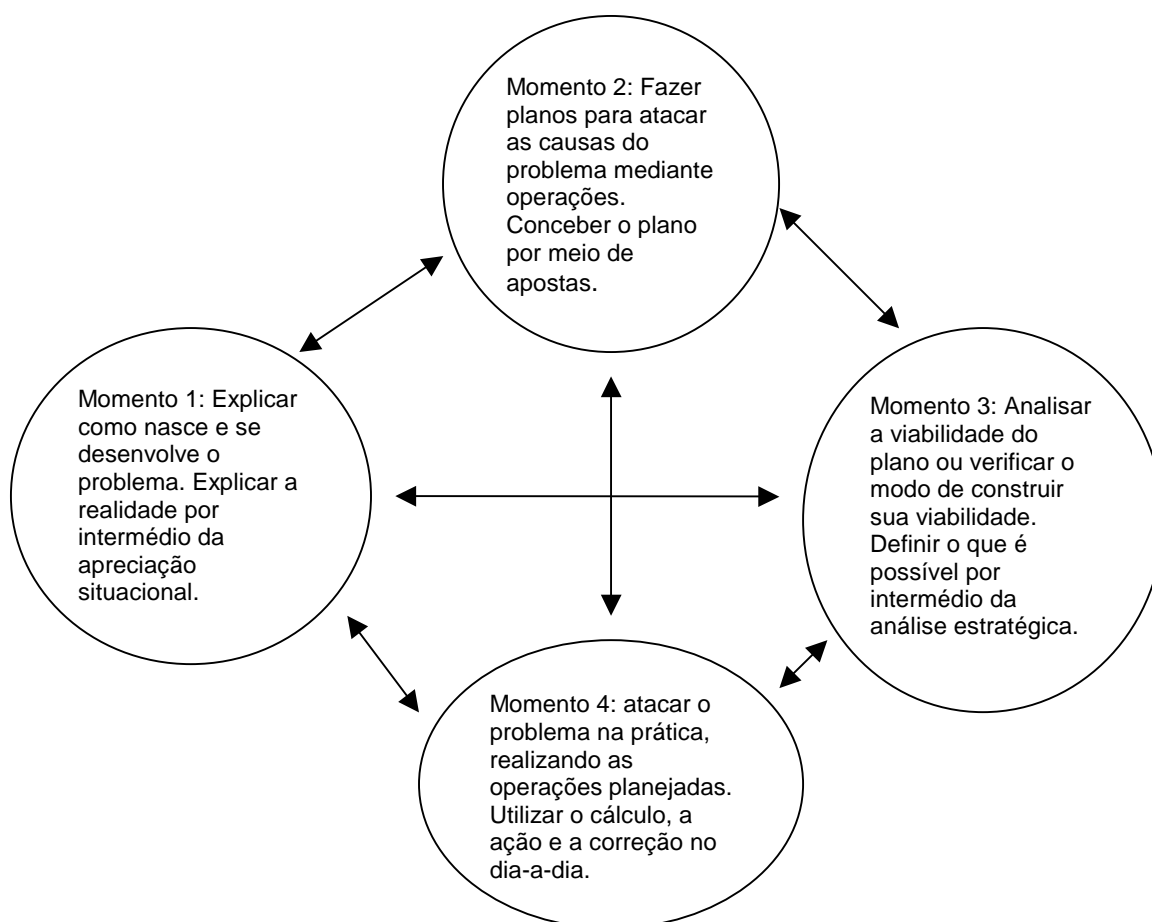 Momento 2: Fazer
planos para atacar
as causas do
problema mediante
operações.
Conceber o plano
por meio de
apostas.
Momento 1: Explicar
como nasce e se
desenvolve o
problema. Explicar a
realidade por
intermédio da
apreciação
situacional.
Momento 3: Analisar
a viabilidade do
plano ou verificar o
modo de construir
sua viabilidade.
Definir o que é
possível por
intermédio da
análise estratégica.
Momento 4: atacar o
problema na prática,
realizando as
operações planejadas.
Utilizar o cálculo, a
ação e a correção no
dia-a-dia.